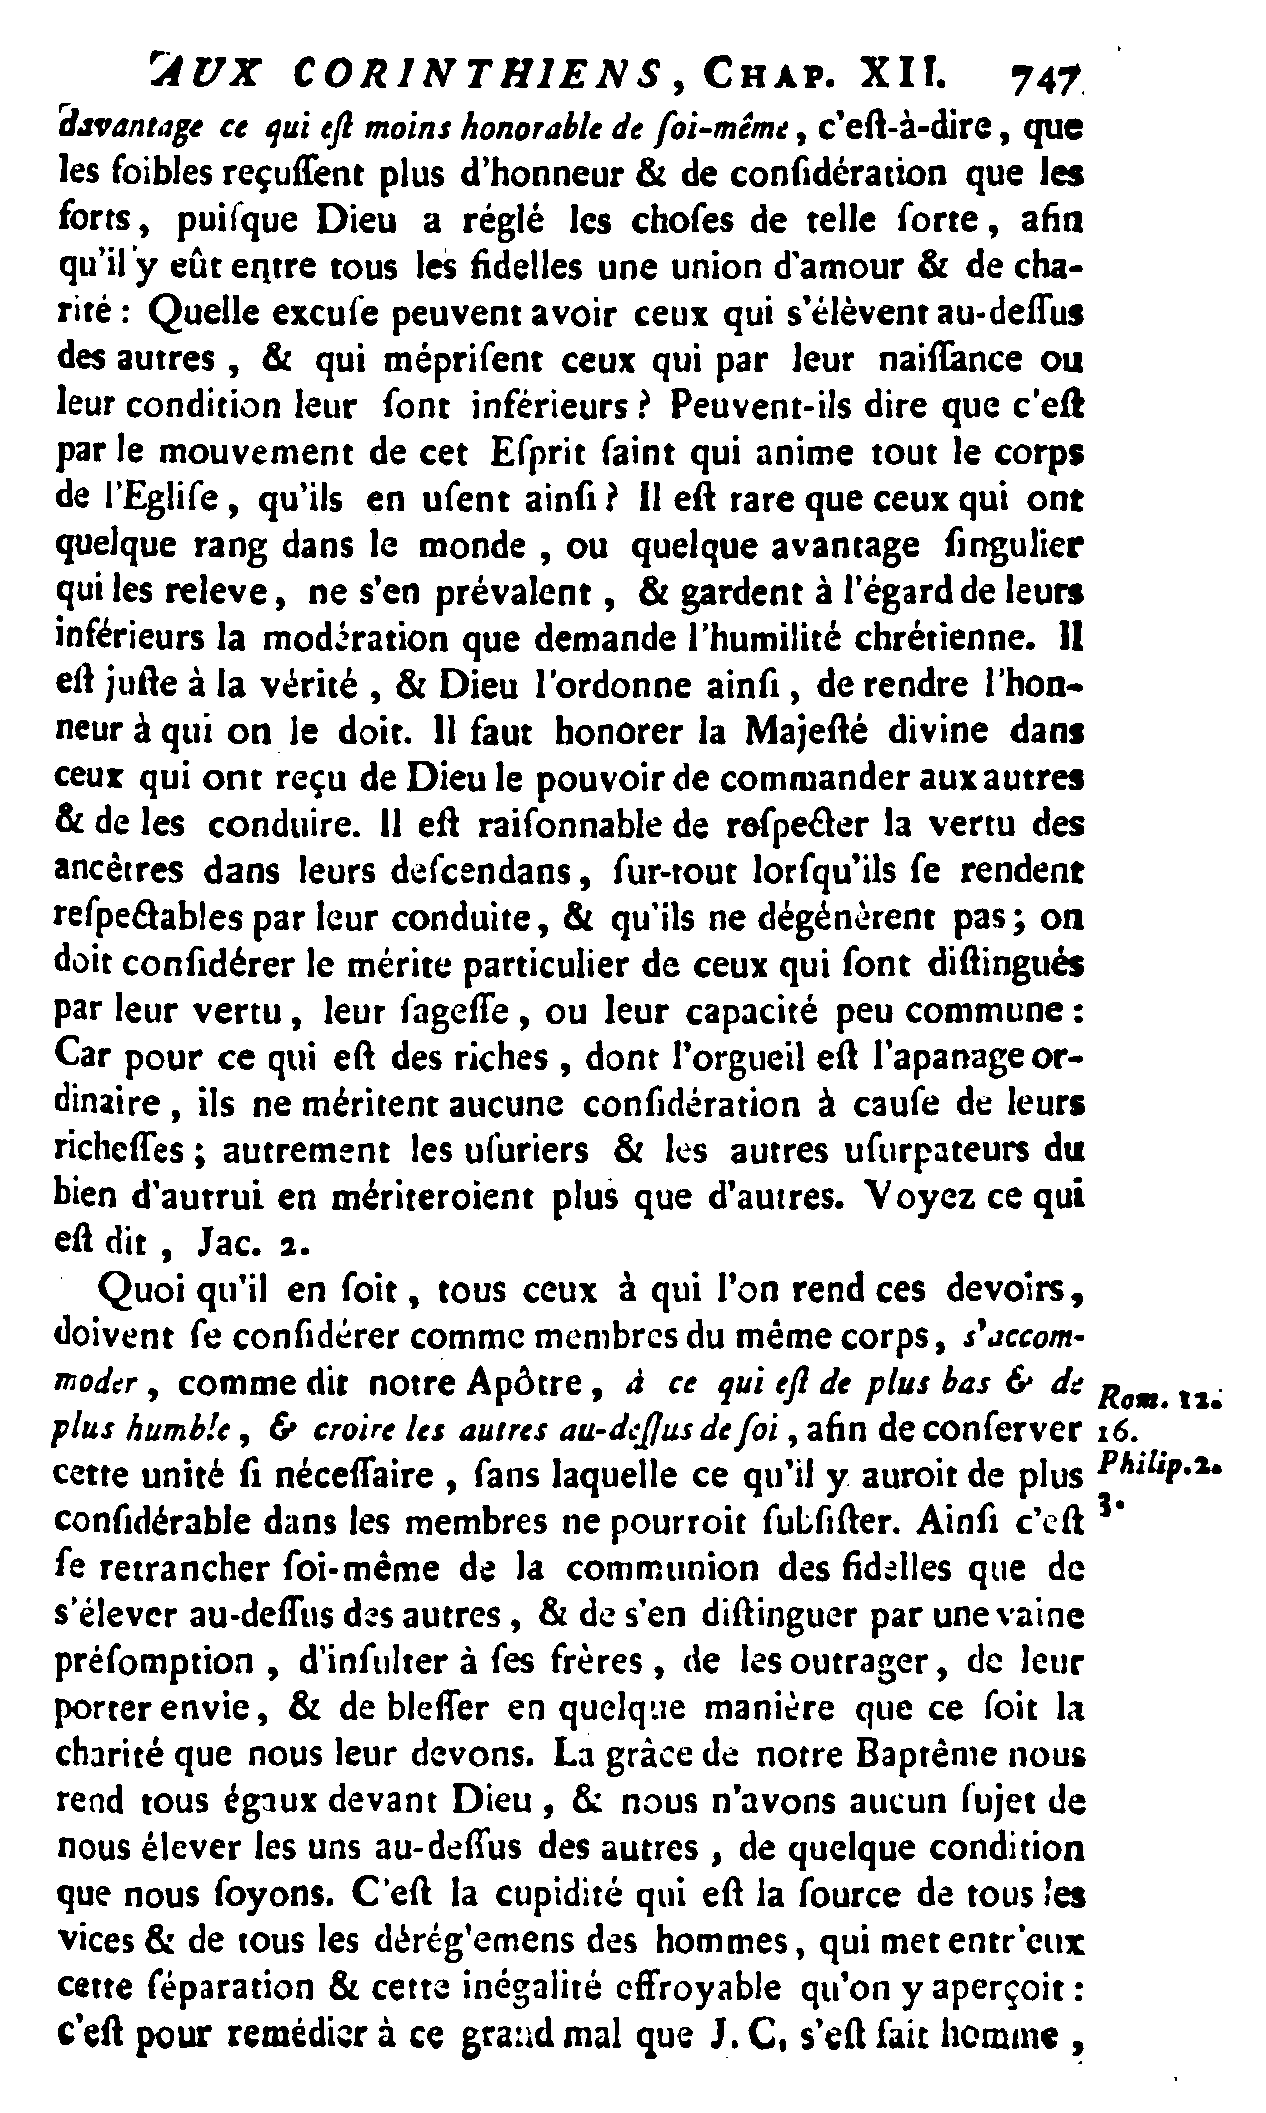 AUX CORINTHIENS, CHAP. XII. 747
davantage ce qui eſt moins honorable de ſoi-même, c'eſt-à-dire, que
les foibles reçuſſent plus d'honneur & de conſidération que les
forts, puiſque Dieu a réglé les choſes de telle ſorte, afin
qu'il y eût entre tous les fidelles une union d'amour & de cha-
rité : Quelle excuſe peuvent avoir ceux qui s'élèvent au-deſſus
des autres, & qui mépriſent ceux qui par leur naiſſance ou
leur condition leur ſont inférieurs ? Peuvent-ils dire que c'eſt
par le mouvement de cet Eſprit ſaint qui anime tout le corps
de l'Egliſe, qu'ils en uſent ainſi ? Il eſt rare que ceux qui ont
quelque rang dans le monde, ou quelque avantage ſingulier
qui les releve, ne s'en prévalent, & gardent à l'égard de leurs
inférieurs la modération que demande l'humilité chrétienne. Il
eſt juſte à la vérité, & Dieu l'ordonne ainſi, de rendre l'hon-
neur à qui on le doit. Il faut honorer la Majeſté divine dans
ceux qui ont reçu de Dieu le pouvoir de commander aux autres
& de les conduire. Il eſt raiſonnable de reſpecter la vertu des
ancêtres dans leurs deſcendans, ſur-tout lorſqu'ils ſe rendent
reſpectables par leur conduite, & qu'ils ne dégénèrent pas ; on
doit conſidérer le mérite particulier de ceux qui ſont diſtingués
par leur vertu, leur ſageſſe, ou leur capacité peu commune :
Car pour ce qui eſt des riches, dont l'orgueil eſt l'apanage or-
dinaire, ils ne méritent aucune conſidération à cauſe de leurs
richeſſes ; autrement les uſuriers & les autres uſurpateurs du
bien d'autrui en mériteroient plus que d'autres. Voyez ce qui
eſt dit, Jac. 2.
Quoi qu'il en ſoit, tous ceux à qui l'on rend ces devoirs,
doivent ſe conſidérer comme membres du même corps, s'accom-
moder, comme dit notre Apôtre, à ce qui eſt de plus bas & de
plus humble, & croire les autres au-deſſus de ſoi, afin de conſerver
cette unité ſi néceſſaire, ſans laquelle ce qu'il y auroit de plus
conſidérable dans les membres ne pourroit ſubſiſter. Ainſi c'eſt
ſe retrancher ſoi-même de la communion des fidelles que de
s'élever au-deſſus des autres, & de s'en diſtinguer par une vaine
préſomption, d'inſulter à ſes frères, de les outrager, de leur
porter envie, & de bleſſer en quelque manière que ce ſoit la
charité que nous leur devons. La grâce de notre Baptême nous
rend tous égaux devant Dieu, & nous n'avons aucun ſujet de
nous élever les uns au-deſſus des autres, de quelque condition
que nous ſoyons. C'eſt la cupidité qui eſt la ſource de tous les
vices & de tous les dérég'emens des hommes, qui met entr'eux
cette ſéparation & cette inégalité effroyable qu'on y aperçoit :
c'eſt pour remédier à ce grand mal que J. C. s'eſt fait homme,
Rom. 12.
16.
Philip. 2.
3.